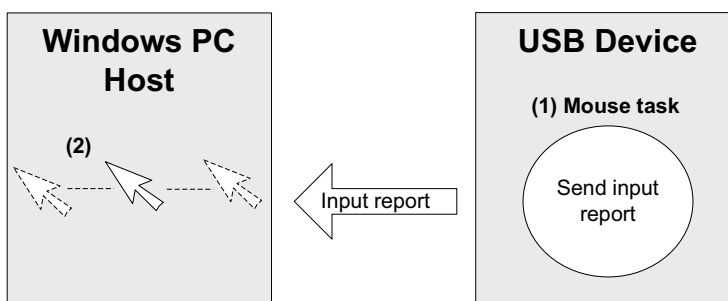 Windows PC
Host
(2)
Input report
USB Device
(1) Mouse task
Send input
report